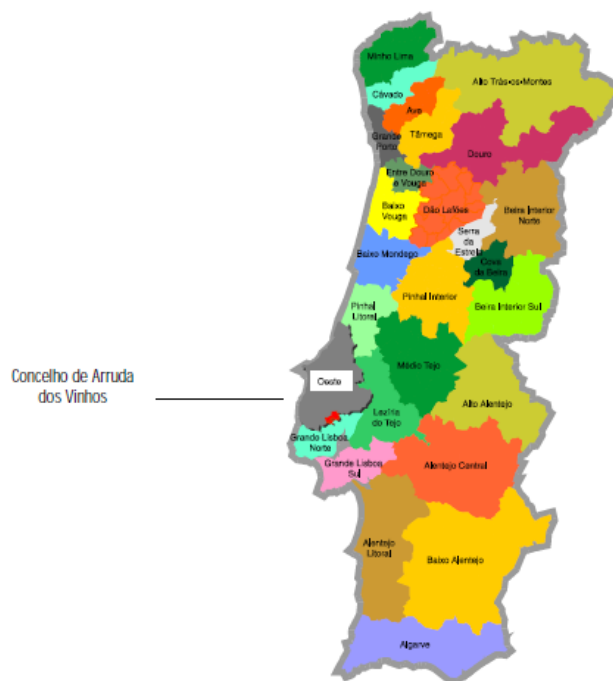 Minho Lima
Cávado
Ave
Alto Trás-os-Montes
Grande
Porto
Tâmega
Douro
Entre Douro
e Vouga
Baixo
Vouga
Dão Lafões
Beira Interior
Norte
Serra
da
Estrela
Baixo Mondego
Cova
da Beira
Pinhal Interior
Beira Interior Sul
Pinhal
Litoral
Médio Tejo
Concelho de Arruda
dos Vinhos
Oeste
Alto Alentejo
Lezíria
do Tejo
Grande Lisboa
Norte
Grande Lisboa
Sul
Alentejo Central
Alentejo
Litoral
Baixo Alentejo
Algarve